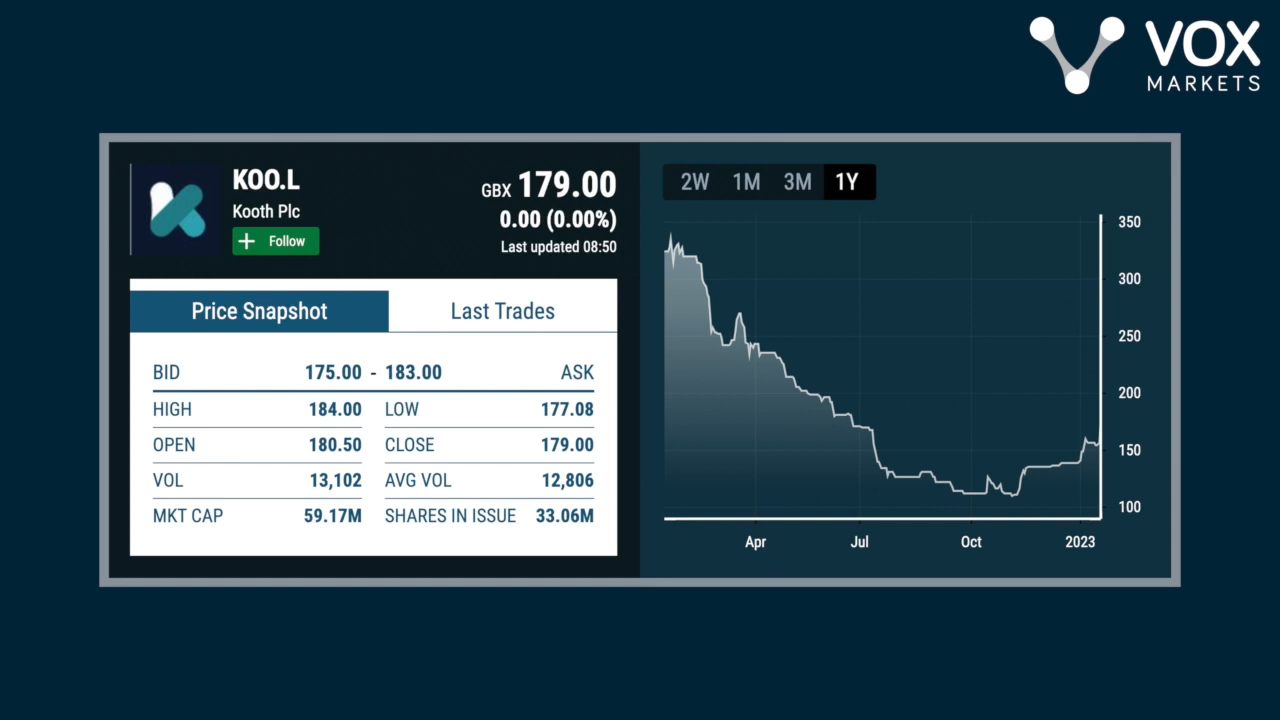 VOX
MARKETS
KOO.L
Kooth Plc
+ Follow
GBX 179.00
0.00 (0.00%)
Last updated 08:50
Price Snapshot
Last Trades
BID 175.00 - 183.00 ASK
HIGH 184.00 LOW 177.08
OPEN 180.50 CLOSE 179.00
VOL 13,102 AVG VOL 12,806
MKT CAP 59.17M SHARES IN ISSUE 33.06M
2W 1M 3M 1Y
350
300
250
200
150
100
Apr Jul Oct 2023